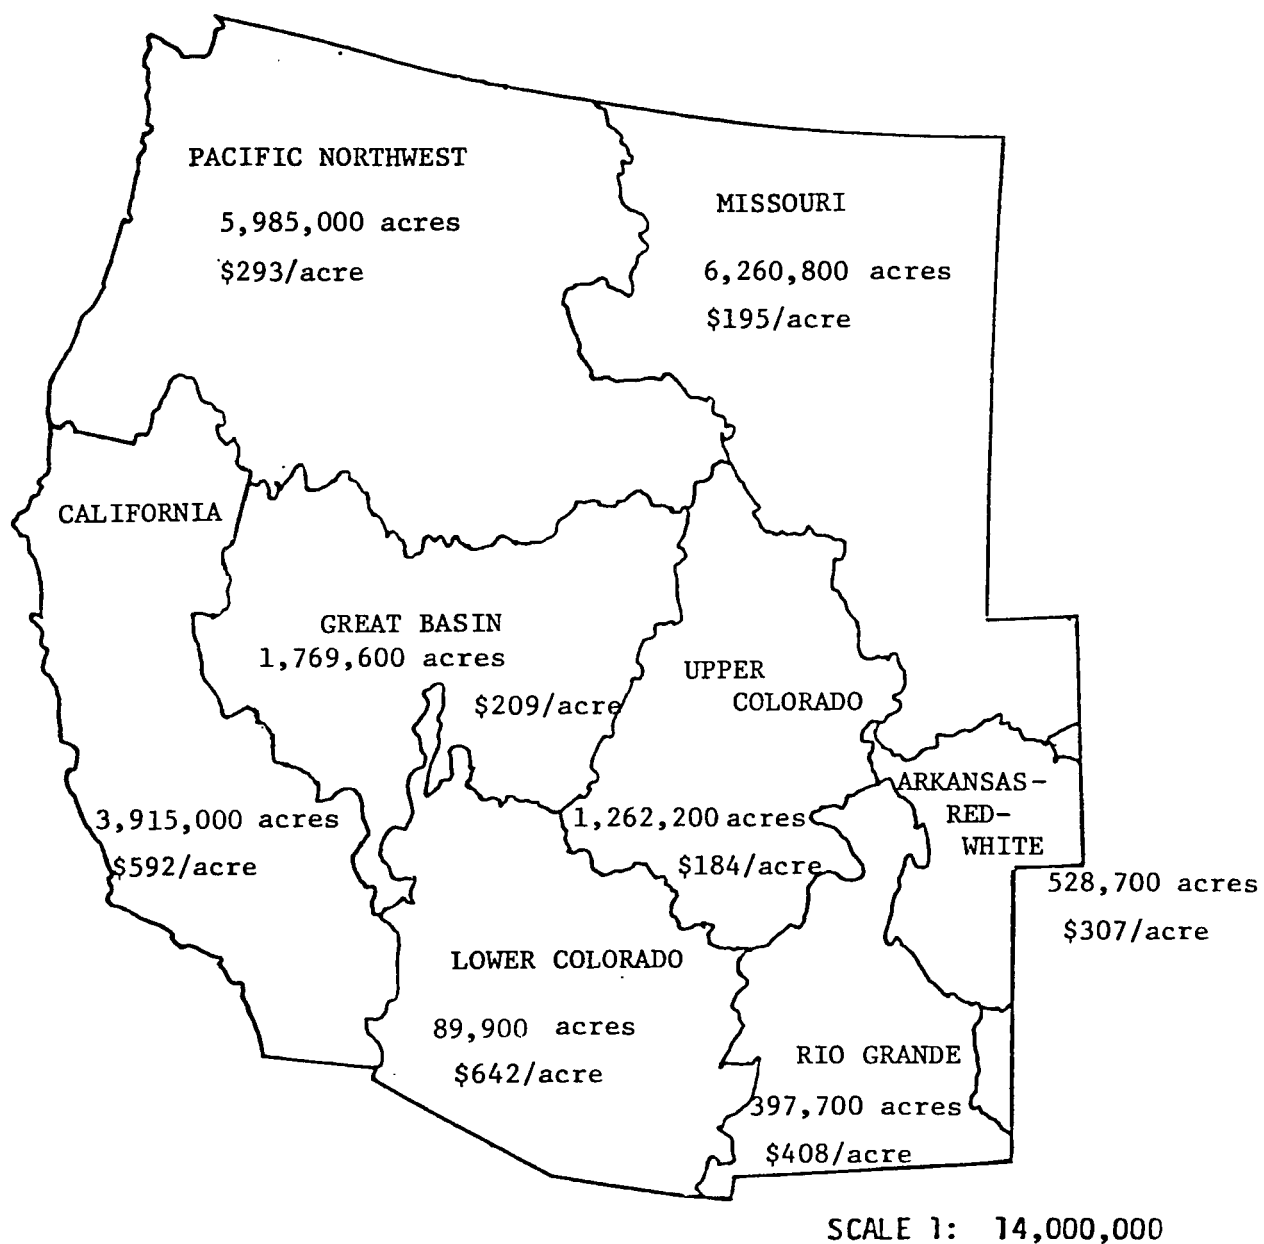 PACIFIC NORTHWEST
5,985,000 acres
$293/acre
MISSOURI
6,260,800 acres
$195/acre
CALIFORNIA
3,915,000 acres
$592/acre
GREAT BASIN
1,769,600 acres
$209/acre
UPPER
COLORADO
1,262,200 acres
$184/acre
ARKANSAS-
RED-
WHITE
528,700 acres
$307/acre
LOWER COLORADO
89,900 acres
$642/acre
RIO GRANDE
397,700 acres
$408/acre
SCALE 1: 14,000,000